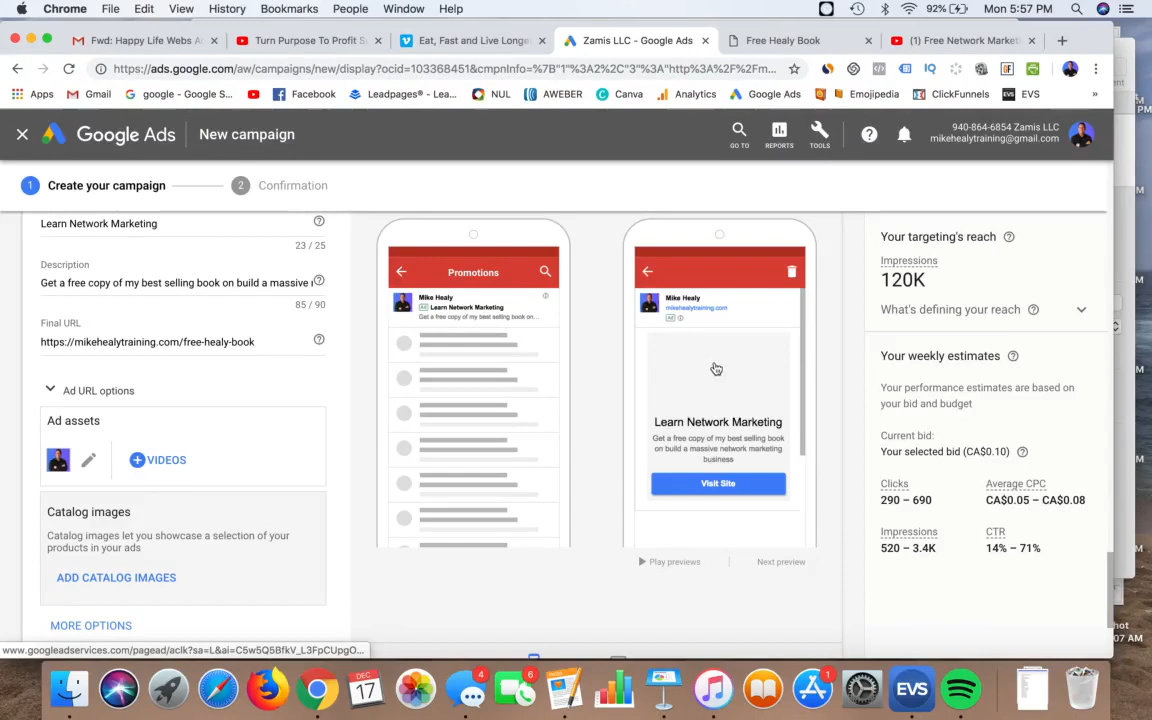 Chrome File Edit View History Bookmarks People Window Help 92% Mon 5:57 PM
Fwd: Happy Life Webs A
Turn Purpose To Profit S
Eat, Fast and Live Longe
Zamis LLC - Google Ads
Free Healy Book
(1) Free Network Market
https://ads.google.com/aw/campaigns/new/display?ocid=103368451&cmpnInfo=%7B"1"%3A2%2C"3"%3A"http%3A%2F%2Fm...
Apps Gmail google - Google S... Facebook Leadpages® - Lea... NUL AWEBER Canva Analytics Google Ads Emojipedia ClickFunnels EVS »
Google Ads New campaign
GO TO REPORTS TOOLS
940-864-6854 Zamis LLC
mikehealytraining@gmail.com
1 Create your campaign
2 Confirmation
Learn Network Marketing
23 / 25
Description
Get a free copy of my best selling book on build a massive
85 / 90
Final URL
https://mikehealytraining.com/free-healy-book
Ad URL options
Ad assets
VIDEOS
Catalog images
Catalog images let you showcase a selection of your
products in your ads
ADD CATALOG IMAGES
MORE OPTIONS
www.googleadservices.com/pagead/aclk?sa=L&ai=C5w5Q5BfkV_L3FpCUpgO...
Promotions
Mike Healy
Ad Learn Network Marketing
Get a free copy of my best selling book on...
Mike Healy
mikehealytraining.com
Ad
Learn Network Marketing
Get a free copy of my best selling book
on build a massive network marketing
business
Visit Site
Play previews
Next preview
Your targeting's reach
Impressions
120K
What's defining your reach
Your weekly estimates
Your performance estimates are based on
your bid and budget
Current bid:
Your selected bid (CA$0.10)
Clicks
290 – 690
Average CPC
CA$0.05 – CA$0.08
Impressions
520 – 3.4K
CTR
14% – 71%
DEC
17
4
6
1
EVS
hot
07 AM